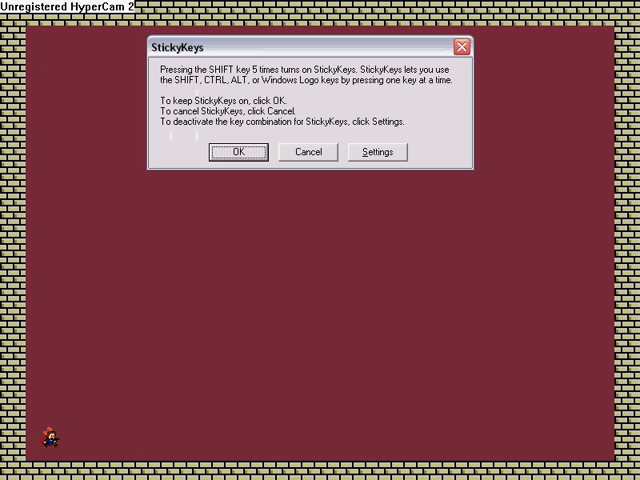 Unregistered HyperCam 2
StickyKeys
Pressing the SHIFT key 5 times turns on StickyKeys. StickyKeys lets you use
the SHIFT, CTRL, ALT, or Windows Logo keys by pressing one key at a time.
To keep StickyKeys on, click OK.
To cancel StickyKeys, click Cancel.
To deactivate the key combination for StickyKeys, click Settings.
OK Cancel Settings